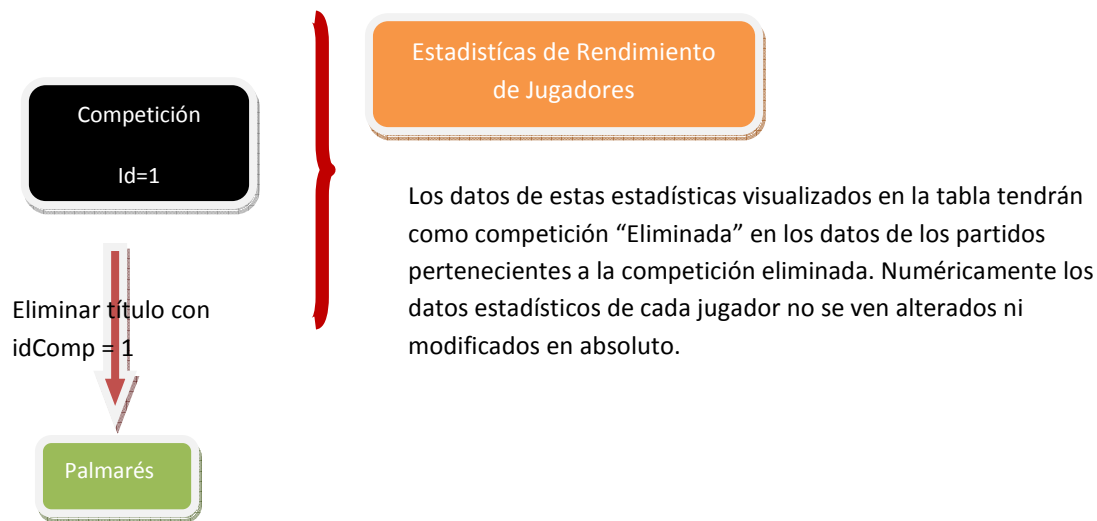 Competición
Id=1
Eliminar título con
idComp = 1
Palmarés
Estadistícas de Rendimiento
de Jugadores
Los datos de estas estadísticas visualizados en la tabla tendrán
como competición “Eliminada” en los datos de los partidos
pertenecientes a la competición eliminada. Numéricamente los
datos estadísticos de cada jugador no se ven alterados ni
modificados en absoluto.